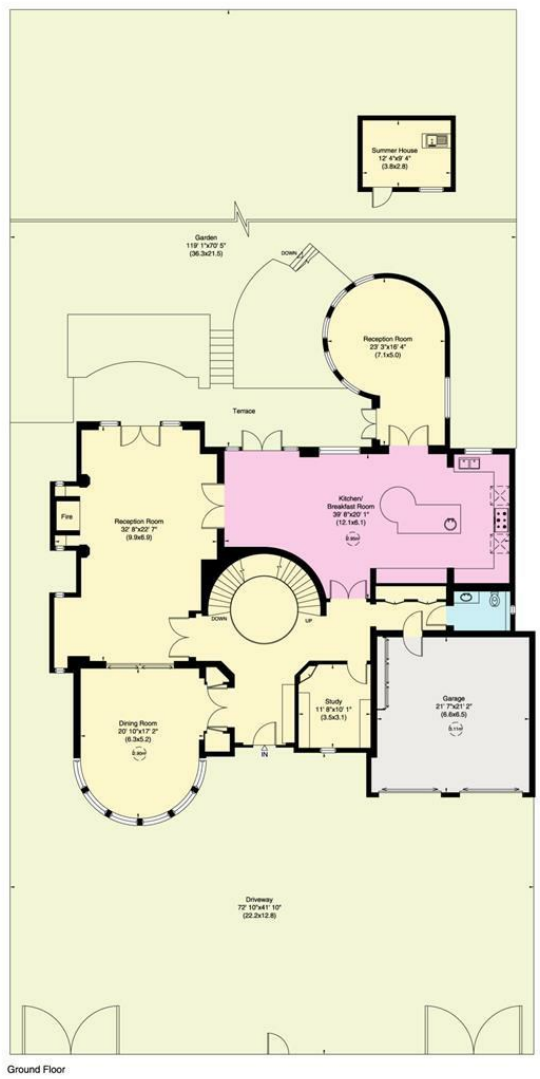 Summer House
12' 4"x9' 4"
(3.8x2.8)
Garden
119' 1"x70' 5"
(36.3x21.5)
DOWN
Reception Room
23' 3"x16' 4"
(7.1x5.0)
Terrace
Kitchen/
Breakfast Room
39' 8"x20' 1"
(12.1x6.1)
Fire
Reception Room
32' 8"x22' 7"
(9.9x6.9)
DOWN
UP
Study
11' 8"x10' 1"
(3.5x3.1)
Garage
21' 7"x21' 2"
(6.6x6.5)
Dining Room
20' 10"x17' 2"
(6.3x5.2)
IN
Driveway
72' 10"x41' 10"
(22.2x12.8)
Ground Floor